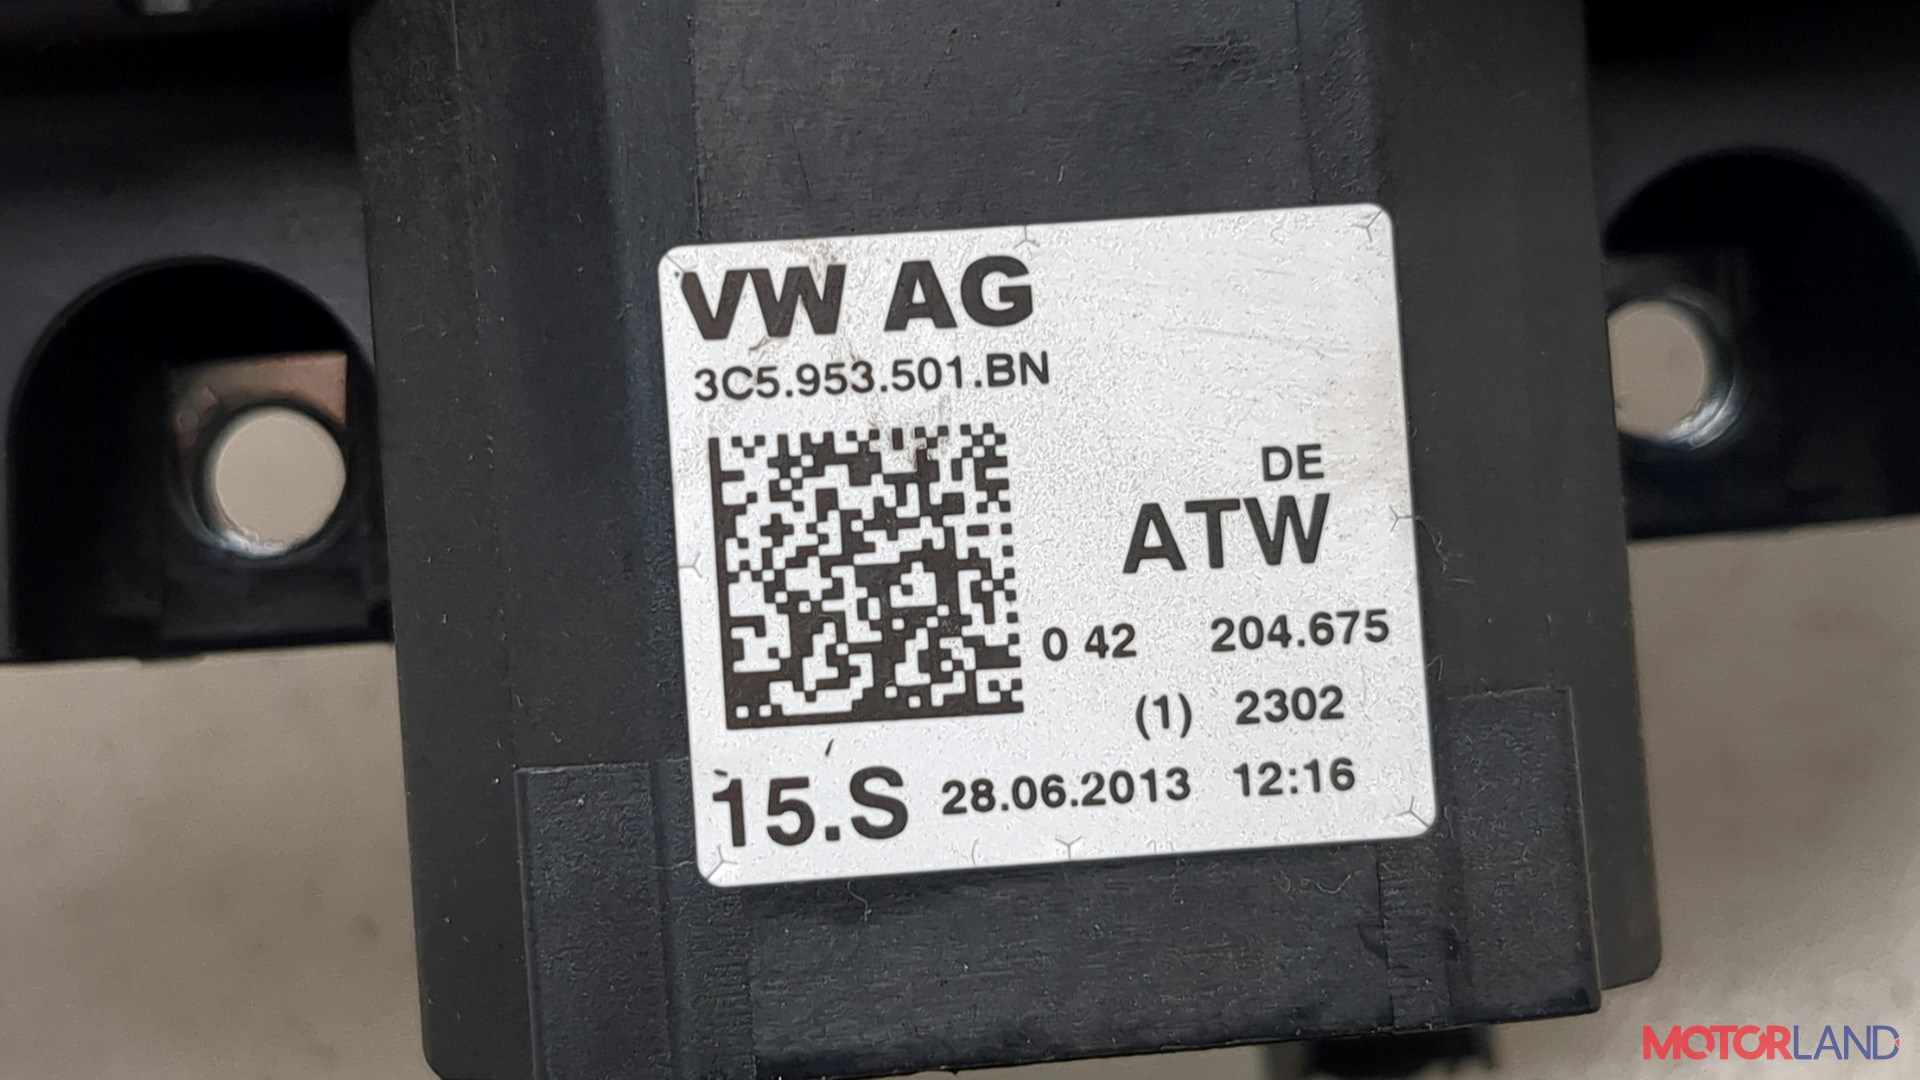 VW AG
3C5.953.501.BN
DE
ATW
0 42 204.675
(1) 2302
15.S 28.06.2013 12:16
MOTORLAND